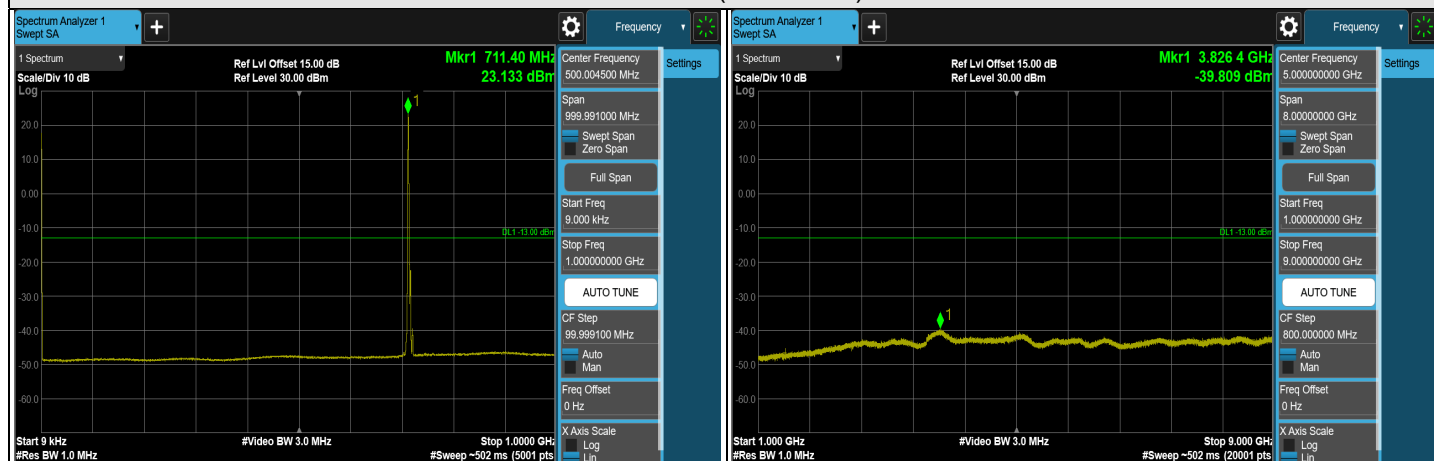 Spectrum Analyzer 1
Swept SA
+
Frequency
1 Spectrum
Scale/Div 10 dB
Log
Ref Lvl Offset 15.00 dB
Ref Level 30.00 dBm
Mkr1 711.40 MHz
23.133 dBm
1
20.0
10.0
0.00
-10.0
-20.0
-30.0
-40.0
-50.0
-60.0
DL1 -13.00 dBm
Start 9 kHz
#Res BW 1.0 MHz
#Video BW 3.0 MHz
Stop 1.0000 GHz
#Sweep ~502 ms (5001 pts
Settings
Center Frequency
500.004500 MHz
Span
999.991000 MHz
Swept Span
Zero Span
Full Span
Start Freq
9.000 kHz
Stop Freq
1.000000000 GHz
AUTO TUNE
CF Step
99.999100 MHz
Auto
Man
Freq Offset
0 Hz
X Axis Scale
Log
Lin
Spectrum Analyzer 1
Swept SA
+
Frequency
1 Spectrum
Scale/Div 10 dB
Log
Ref Lvl Offset 15.00 dB
Ref Level 30.00 dBm
Mkr1 3.826 4 GHz
-39.809 dBm
1
20.0
10.0
0.00
-10.0
-20.0
-30.0
-40.0
-50.0
-60.0
DL1 -13.00 dBm
Start 1.000 GHz
#Res BW 1.0 MHz
#Video BW 3.0 MHz
Stop 9.000 GHz
#Sweep ~502 ms (20001 pts
Settings
Center Frequency
5.000000000 GHz
Span
8.00000000 GHz
Swept Span
Zero Span
Full Span
Start Freq
1.000000000 GHz
Stop Freq
9.000000000 GHz
AUTO TUNE
CF Step
800.000000 MHz
Auto
Man
Freq Offset
0 Hz
X Axis Scale
Log
Lin